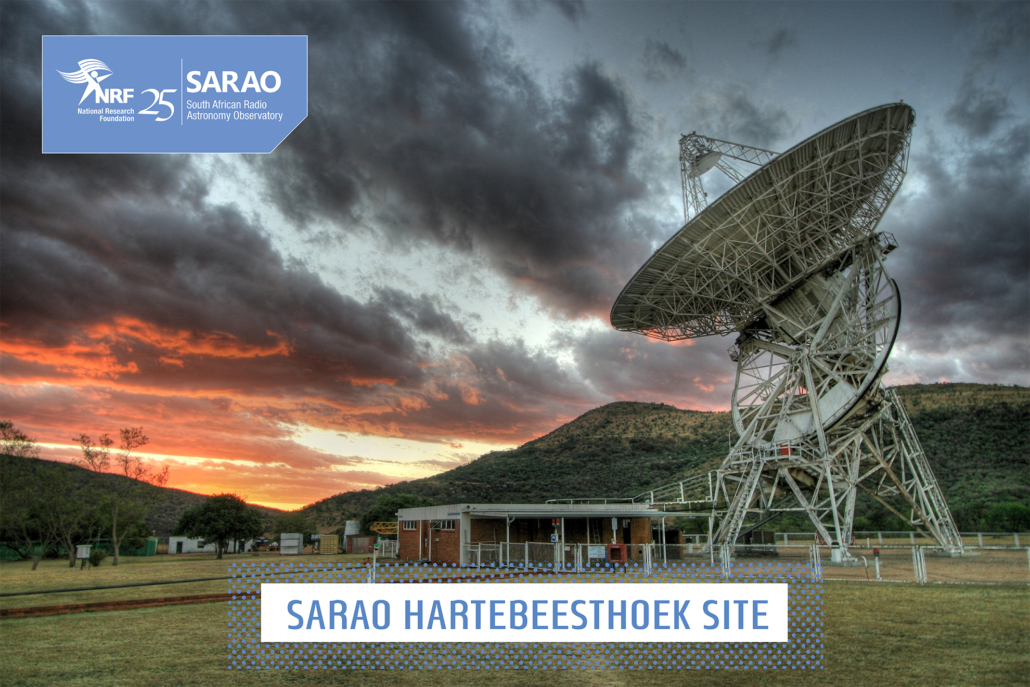 NRF
National Research
Foundation
25
SARAO
South African Radio
Astronomy Observatory
SARAO HARTEBEESTHOEK SITE